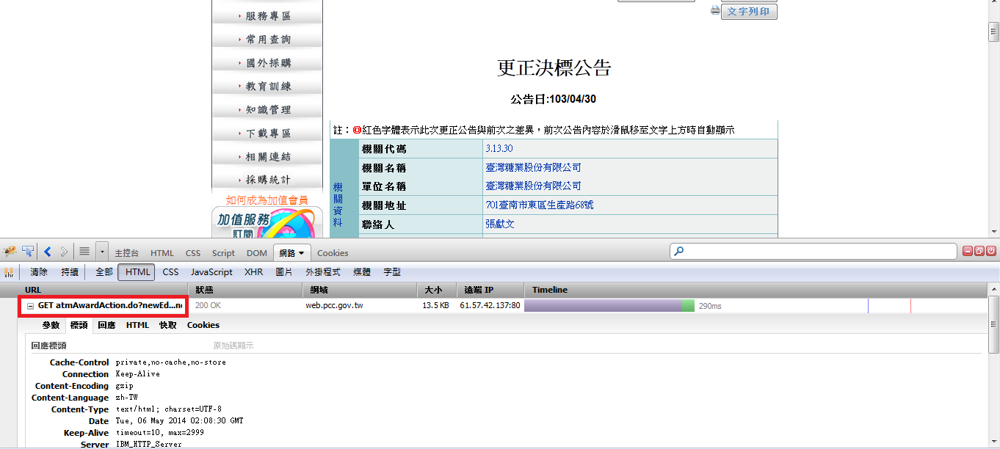 服務專區
常用查詢
國外採購
教育訓練
知識管理
下載專區
相關連結
採購統計
如何成為加值會員
加值服務
訂閱
文字列印
更正決標公告
公告日:103/04/30
註：◎紅色字體表示此次更正公告與前次之差異，前次公告內容於滑鼠移至文字上方時自動顯示
機關資料
機關代碼 3.13.30
機關名稱 臺灣糖業股份有限公司
單位名稱 臺灣糖業股份有限公司
機關地址 701臺南市東區生產路68號
聯絡人 張獻文
主控台 HTML CSS Script DOM 網路 Cookies
xhr 清除 持續 全部 HTML CSS JavaScript XHR 圖片 外掛程式 媒體 字型
URL 狀態 網域 大小 遠端 IP Timeline
GET atmAwardAction.do?newEd...n 200 OK web.pcc.gov.tw 13.5 KB 61.57.42.137:80 290ms
參數 標頭 回應 HTML 快取 Cookies
回應標頭 原始碼顯示
Cache-Control private,no-cache,no-store
Connection Keep-Alive
Content-Encoding gzip
Content-Language zh-TW
Content-Type text/html; charset=UTF-8
Date Tue, 06 May 2014 02:08:30 GMT
Keep-Alive timeout=10, max=2999
Server IBM_HTTP_Server